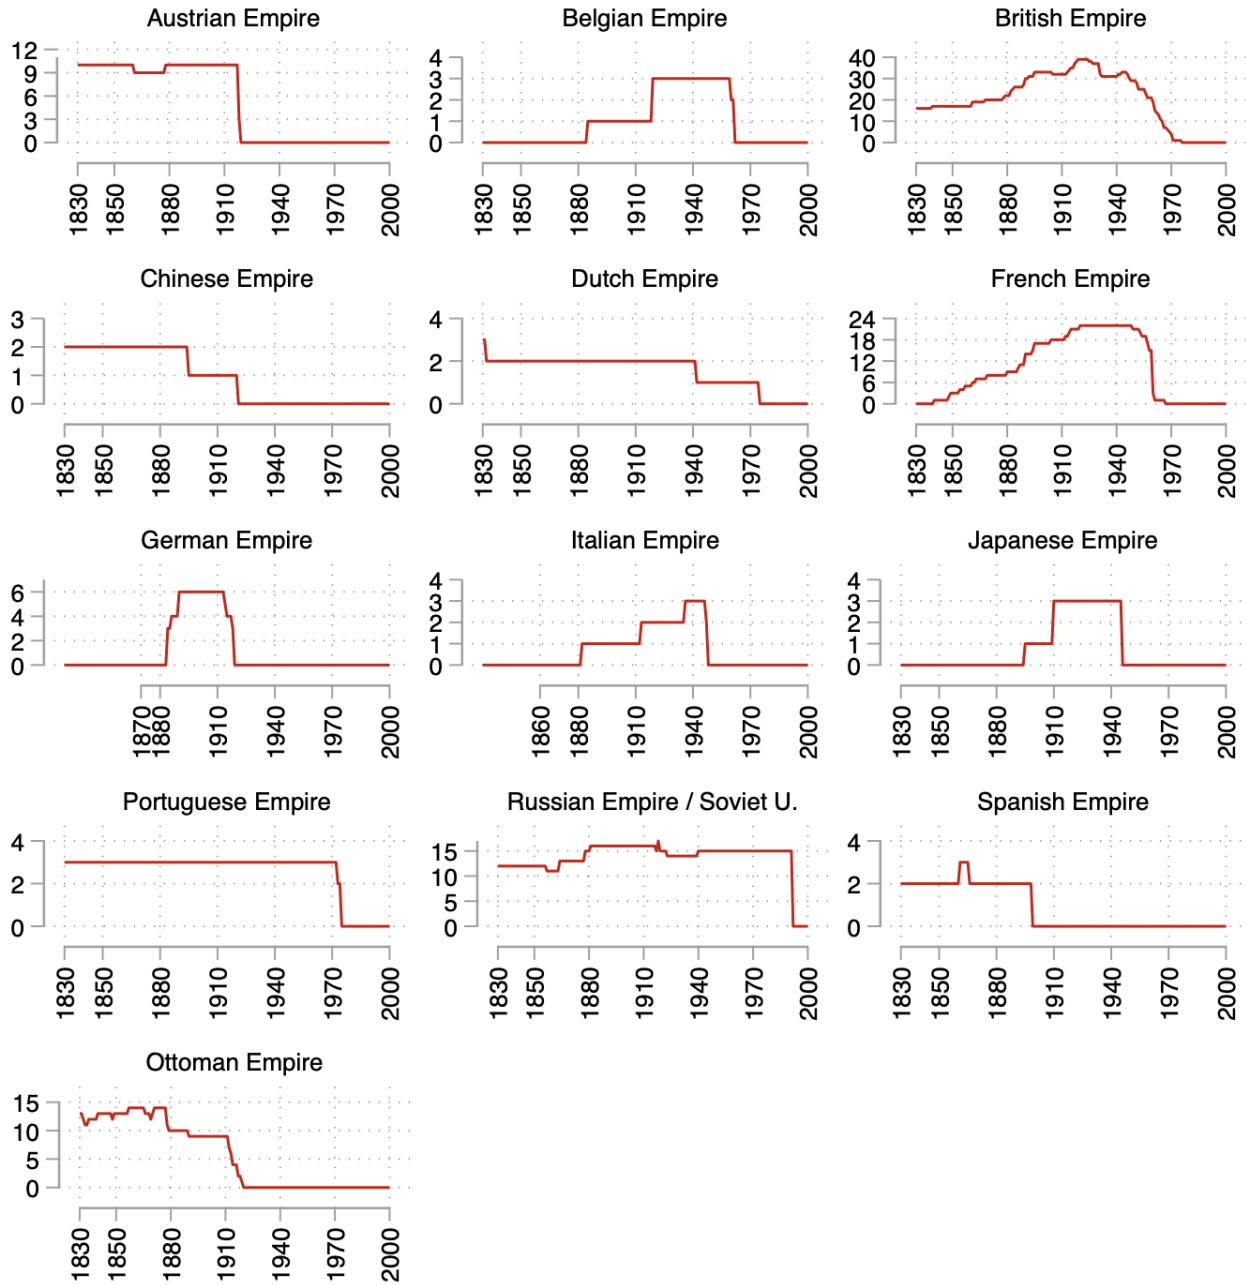 Austrian Empire
12
9
6
3
0
1830 1850 1880 1910 1940 1970 2000
Belgian Empire
4
3
2
1
0
1830 1850 1880 1910 1940 1970 2000
British Empire
40
30
20
10
0
1830 1850 1880 1910 1940 1970 2000
Chinese Empire
3
2
1
0
1830 1850 1880 1910 1940 1970 2000
Dutch Empire
4
2
0
1830 1850 1880 1910 1940 1970 2000
French Empire
24
18
12
6
0
1830 1850 1880 1910 1940 1970 2000
German Empire
6
4
2
0
1870 1880 1910 1940 1970 2000
Italian Empire
4
3
2
1
0
1860 1880 1910 1940 1970 2000
Japanese Empire
4
3
2
1
0
1830 1850 1880 1910 1940 1970 2000
Portuguese Empire
4
2
0
1830 1850 1880 1910 1940 1970 2000
Russian Empire / Soviet U.
15
10
5
0
1830 1850 1880 1910 1940 1970 2000
Spanish Empire
4
2
0
1830 1850 1880 1910 1940 1970 2000
Ottoman Empire
15
10
5
0
1830 1850 1880 1910 1940 1970 2000